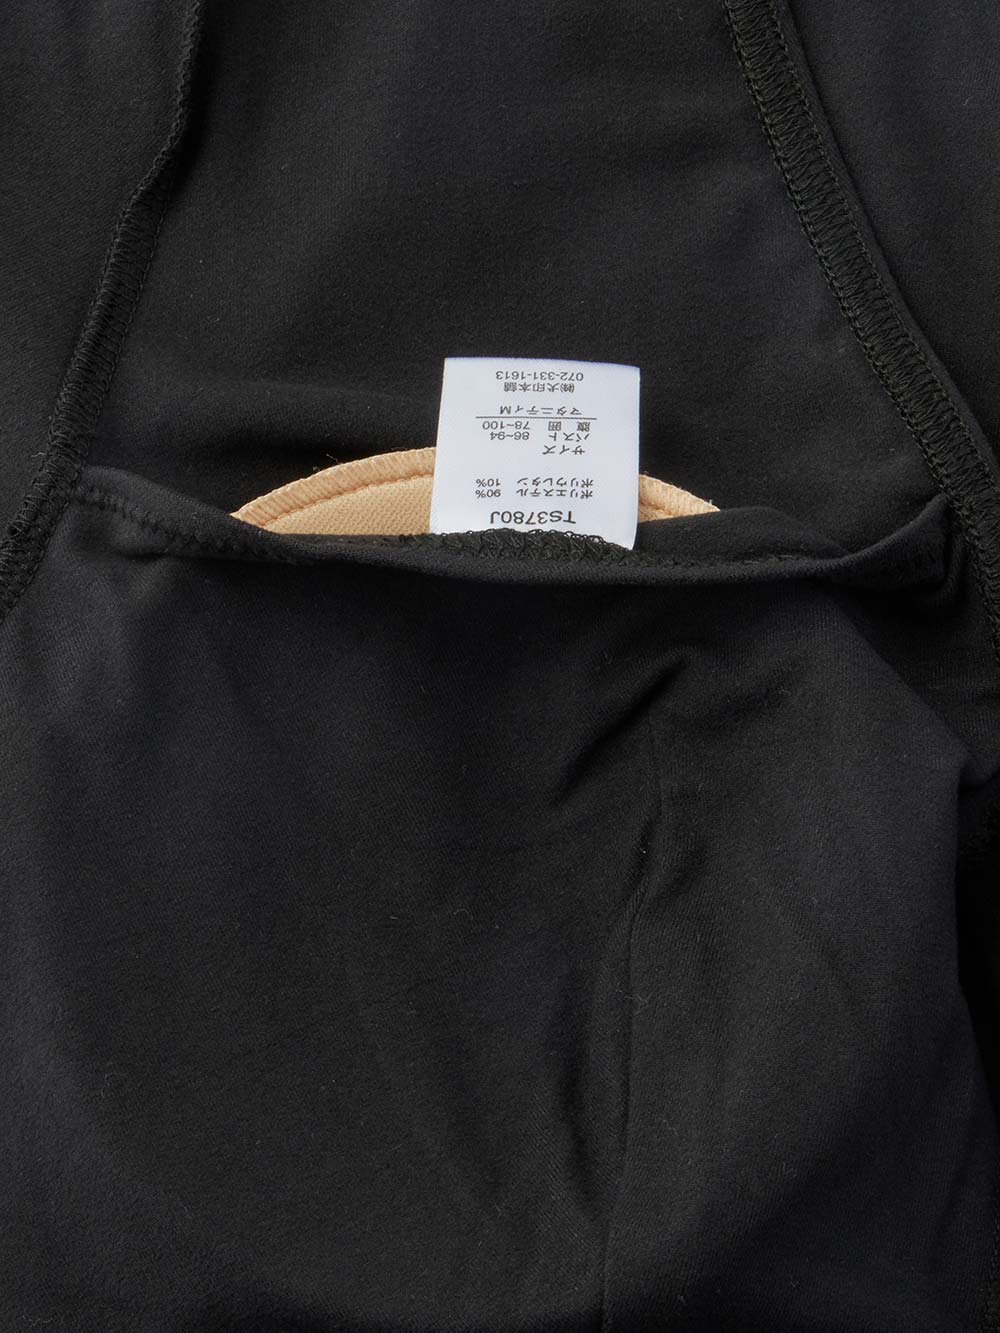 TS3780J
ポリエステル 90%
ポリウレタン 10%
サイズ
バスト 86~94
腹囲 78~100
マタニティM
㈱犬印本舗
072-331-1613